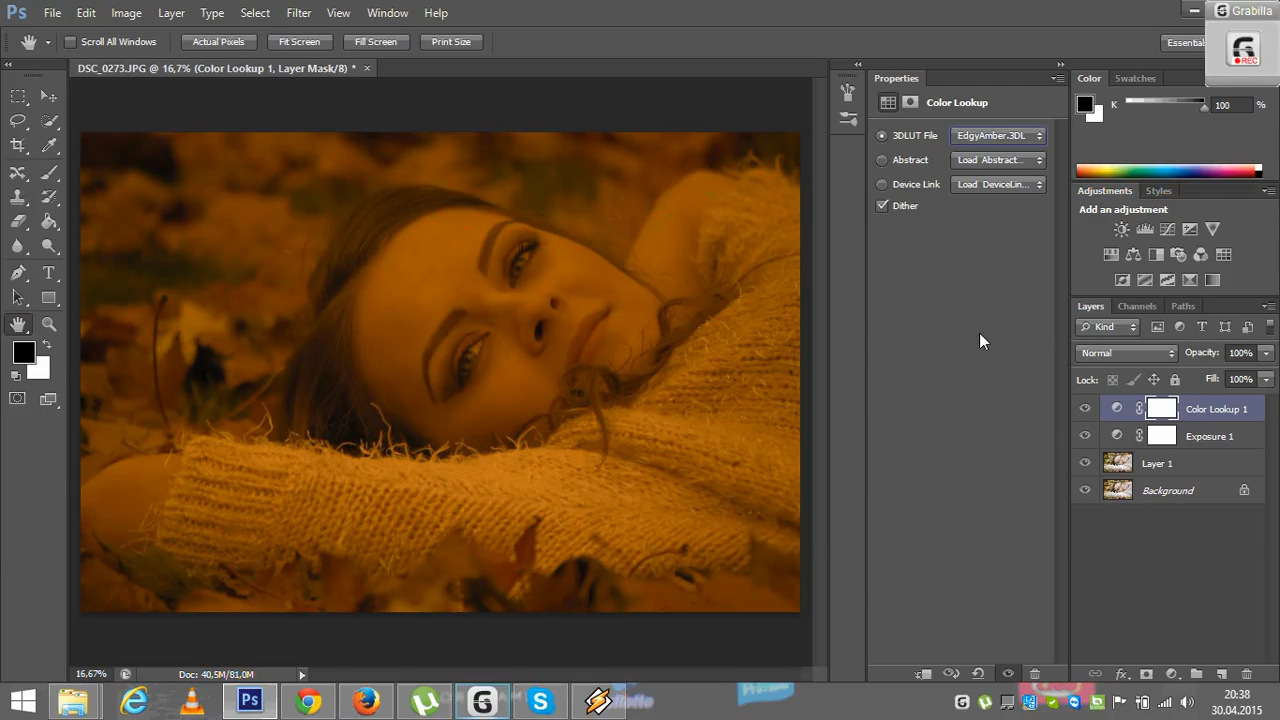 Ps File Edit Image Layer Type Select Filter 3D View Window Help
Grabilla
REC
Scroll All Windows Actual Pixels Fit Screen Fill Screen Print Size Essential
DSC_0273.JPG @ 16,7% (Color Lookup 1, Layer Mask/8) * ×
Properties
Color Lookup
3DLUT File EdgyAmber.3DL
Abstract Load Abstract...
Device Link Load DeviceLin...
Dither
Color Swatches
K 100 %
Adjustments Styles
Add an adjustment
Layers Channels Paths
Kind
Normal Opacity: 100%
Lock: Fill: 100%
Color Lookup 1
Exposure 1
Layer 1
Background
16,67% Doc: 40,5M/81,0M
Ps
20:38
30.04.2015